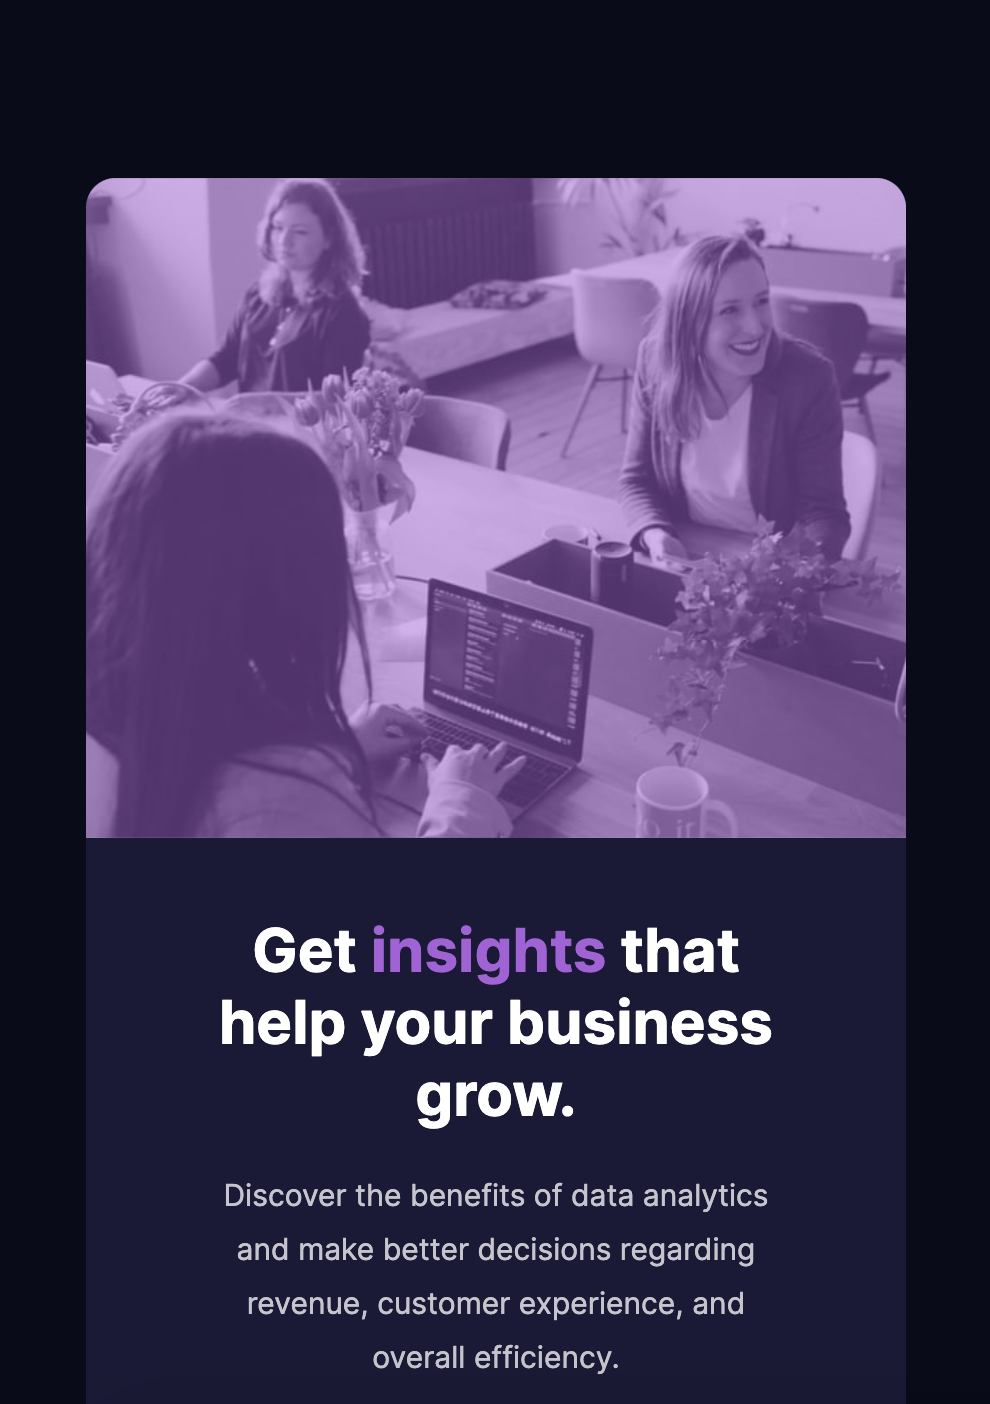 Get insights that
help your business
grow.
Discover the benefits of data analytics
and make better decisions regarding
revenue, customer experience, and
overall efficiency.